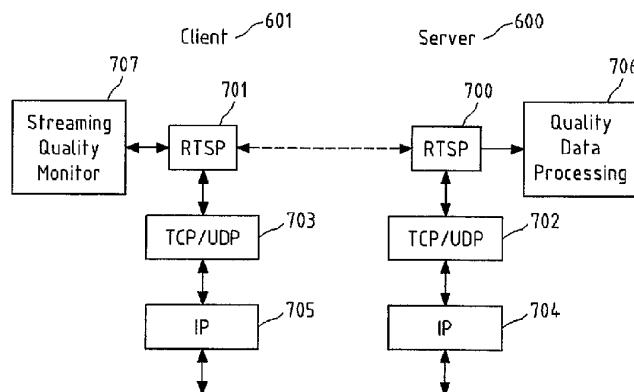 Client 601
Server 600
707
701
700
706
Streaming
Quality
Monitor
RTSP
RTSP
Quality
Data
Processing
703
702
TCP/UDP
TCP/UDP
705
704
IP
IP